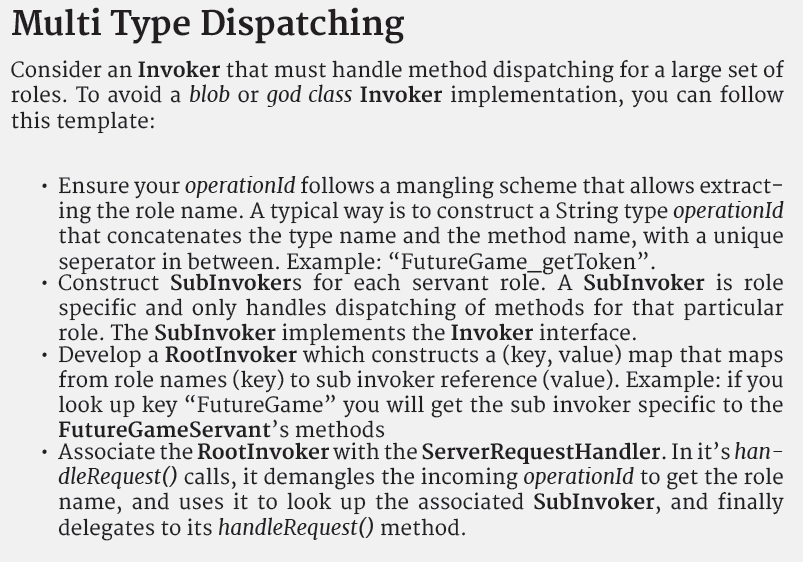 Multi Type Dispatching
Consider an Invoker that must handle method dispatching for a large set of
roles. To avoid a blob or god class Invoker implementation, you can follow
this template:
• Ensure your operationId follows a mangling scheme that allows extract-
ing the role name. A typical way is to construct a String type operationId
that concatenates the type name and the method name, with a unique
seperator in between. Example: “FutureGame_getToken”.
• Construct SubInvokers for each servant role. A SubInvoker is role
specific and only handles dispatching of methods for that particular
role. The SubInvoker implements the Invoker interface.
• Develop a RootInvoker which constructs a (key, value) map that maps
from role names (key) to sub invoker reference (value). Example: if you
look up key “FutureGame” you will get the sub invoker specific to the
FutureGameServant’s methods
• Associate the RootInvoker with the ServerRequestHandler. In it’s han-
dleRequest() calls, it demangles the incoming operationId to get the role
name, and uses it to look up the associated SubInvoker, and finally
delegates to its handleRequest() method.